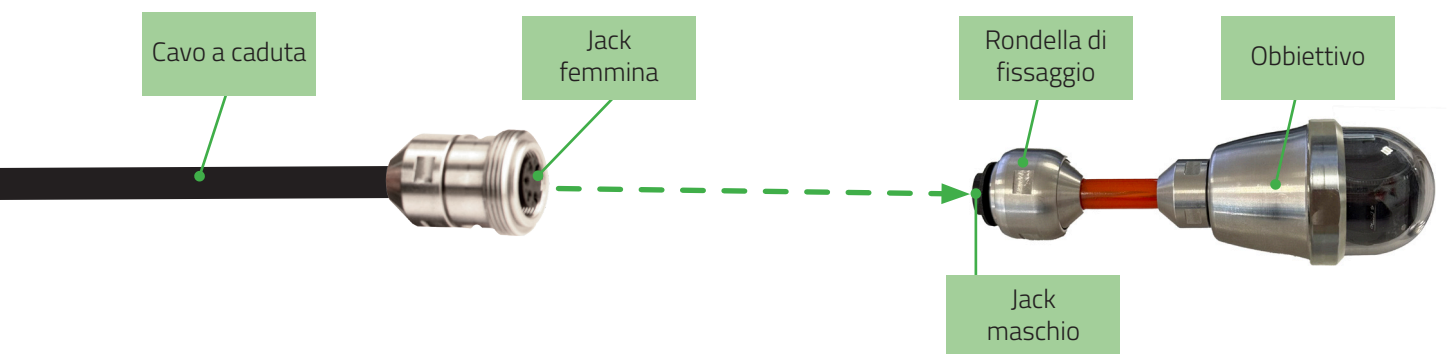 Cavo a caduta
Jack
femmina
Rondella di
fissaggio
Obbiettivo
Jack
maschio